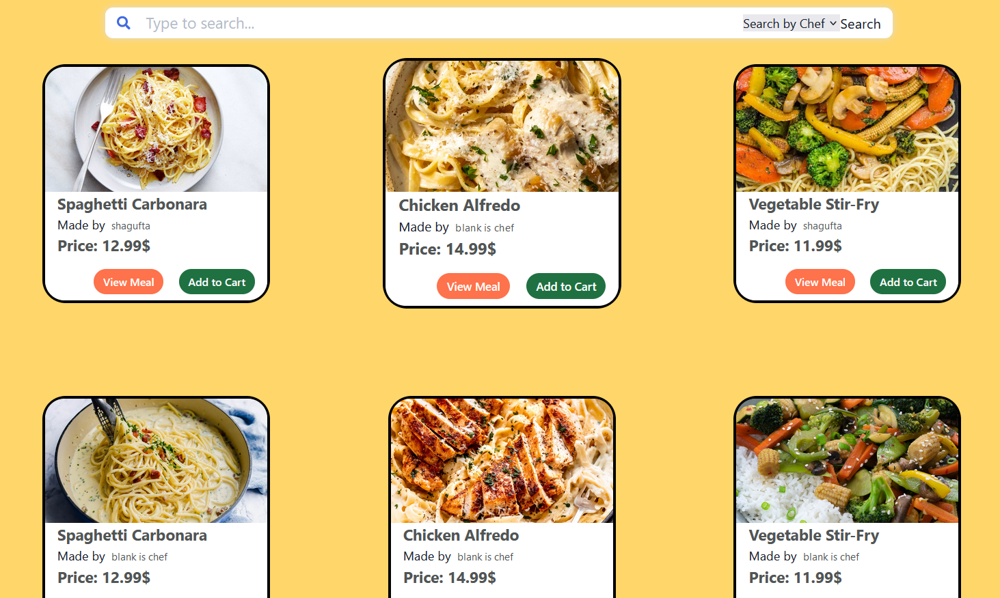 Type to search...
Search by Chef Search
Spaghetti Carbonara
Made by shagufta
Price: 12.99$
View Meal Add to Cart
Chicken Alfredo
Made by blank is chef
Price: 14.99$
View Meal Add to Cart
Vegetable Stir-Fry
Made by shagufta
Price: 11.99$
View Meal Add to Cart
Spaghetti Carbonara
Made by blank is chef
Price: 12.99$
Chicken Alfredo
Made by blank is chef
Price: 14.99$
Vegetable Stir-Fry
Made by blank is chef
Price: 11.99$